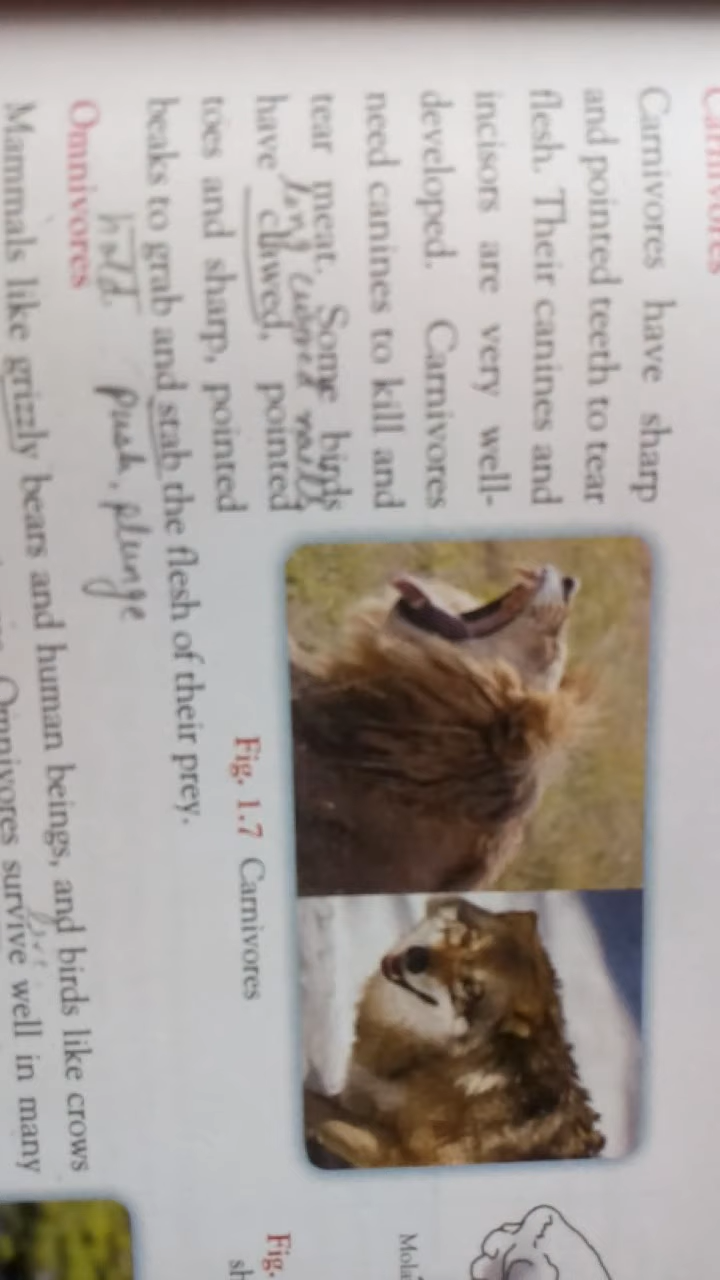 Carnivores
Carnivores have sharp
and pointed teeth to tear
flesh. Their canines and
incisors are very well-
developed. Carnivores
need canines to kill and
tear meat. Some birds
long curved nails
have clawed, pointed
toes and sharp, pointed
beaks to grab and stab the flesh of their prey.
hold push, plunge
Fig. 1.7 Carnivores
Omnivores
Mammals like grizzly bears and human beings, and birds like crows
Omnivores survive well in many
Fig.